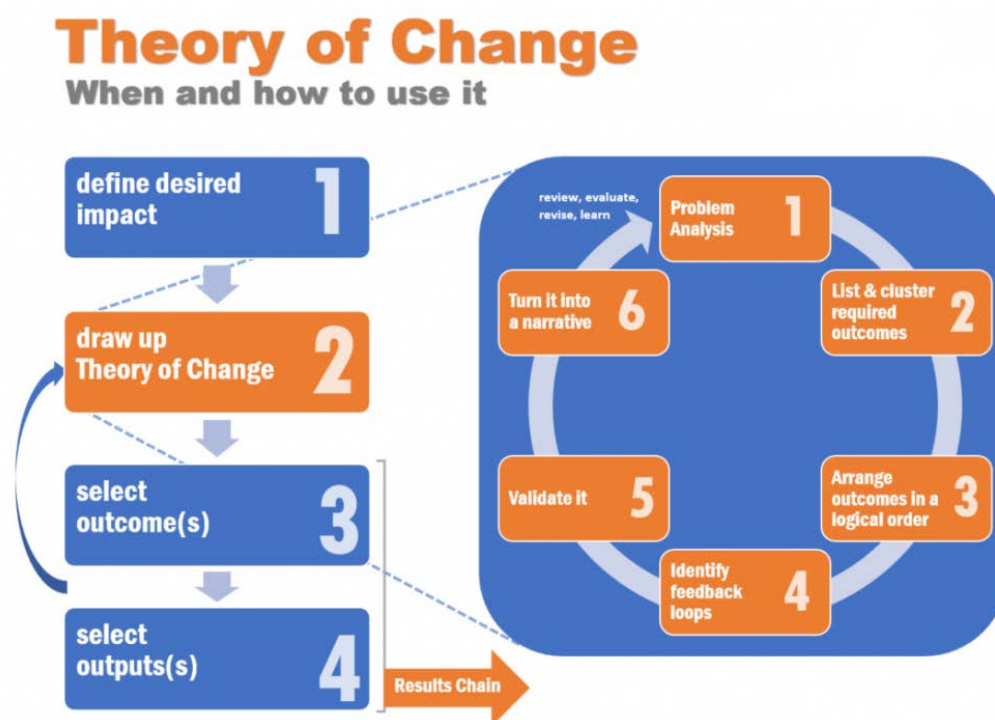 Theory of Change
When and how to use it
define desired
impact
1
draw up
Theory of Change
2
select
outcome(s)
3
select
outputs(s)
4
Results Chain
review, evaluate,
revise, learn
Problem
Analysis
1
List & cluster
required
outcomes
2
Arrange
outcomes in a
logical order
3
Identify
feedback
loops
4
Validate it
5
Turn it into
a narrative
6